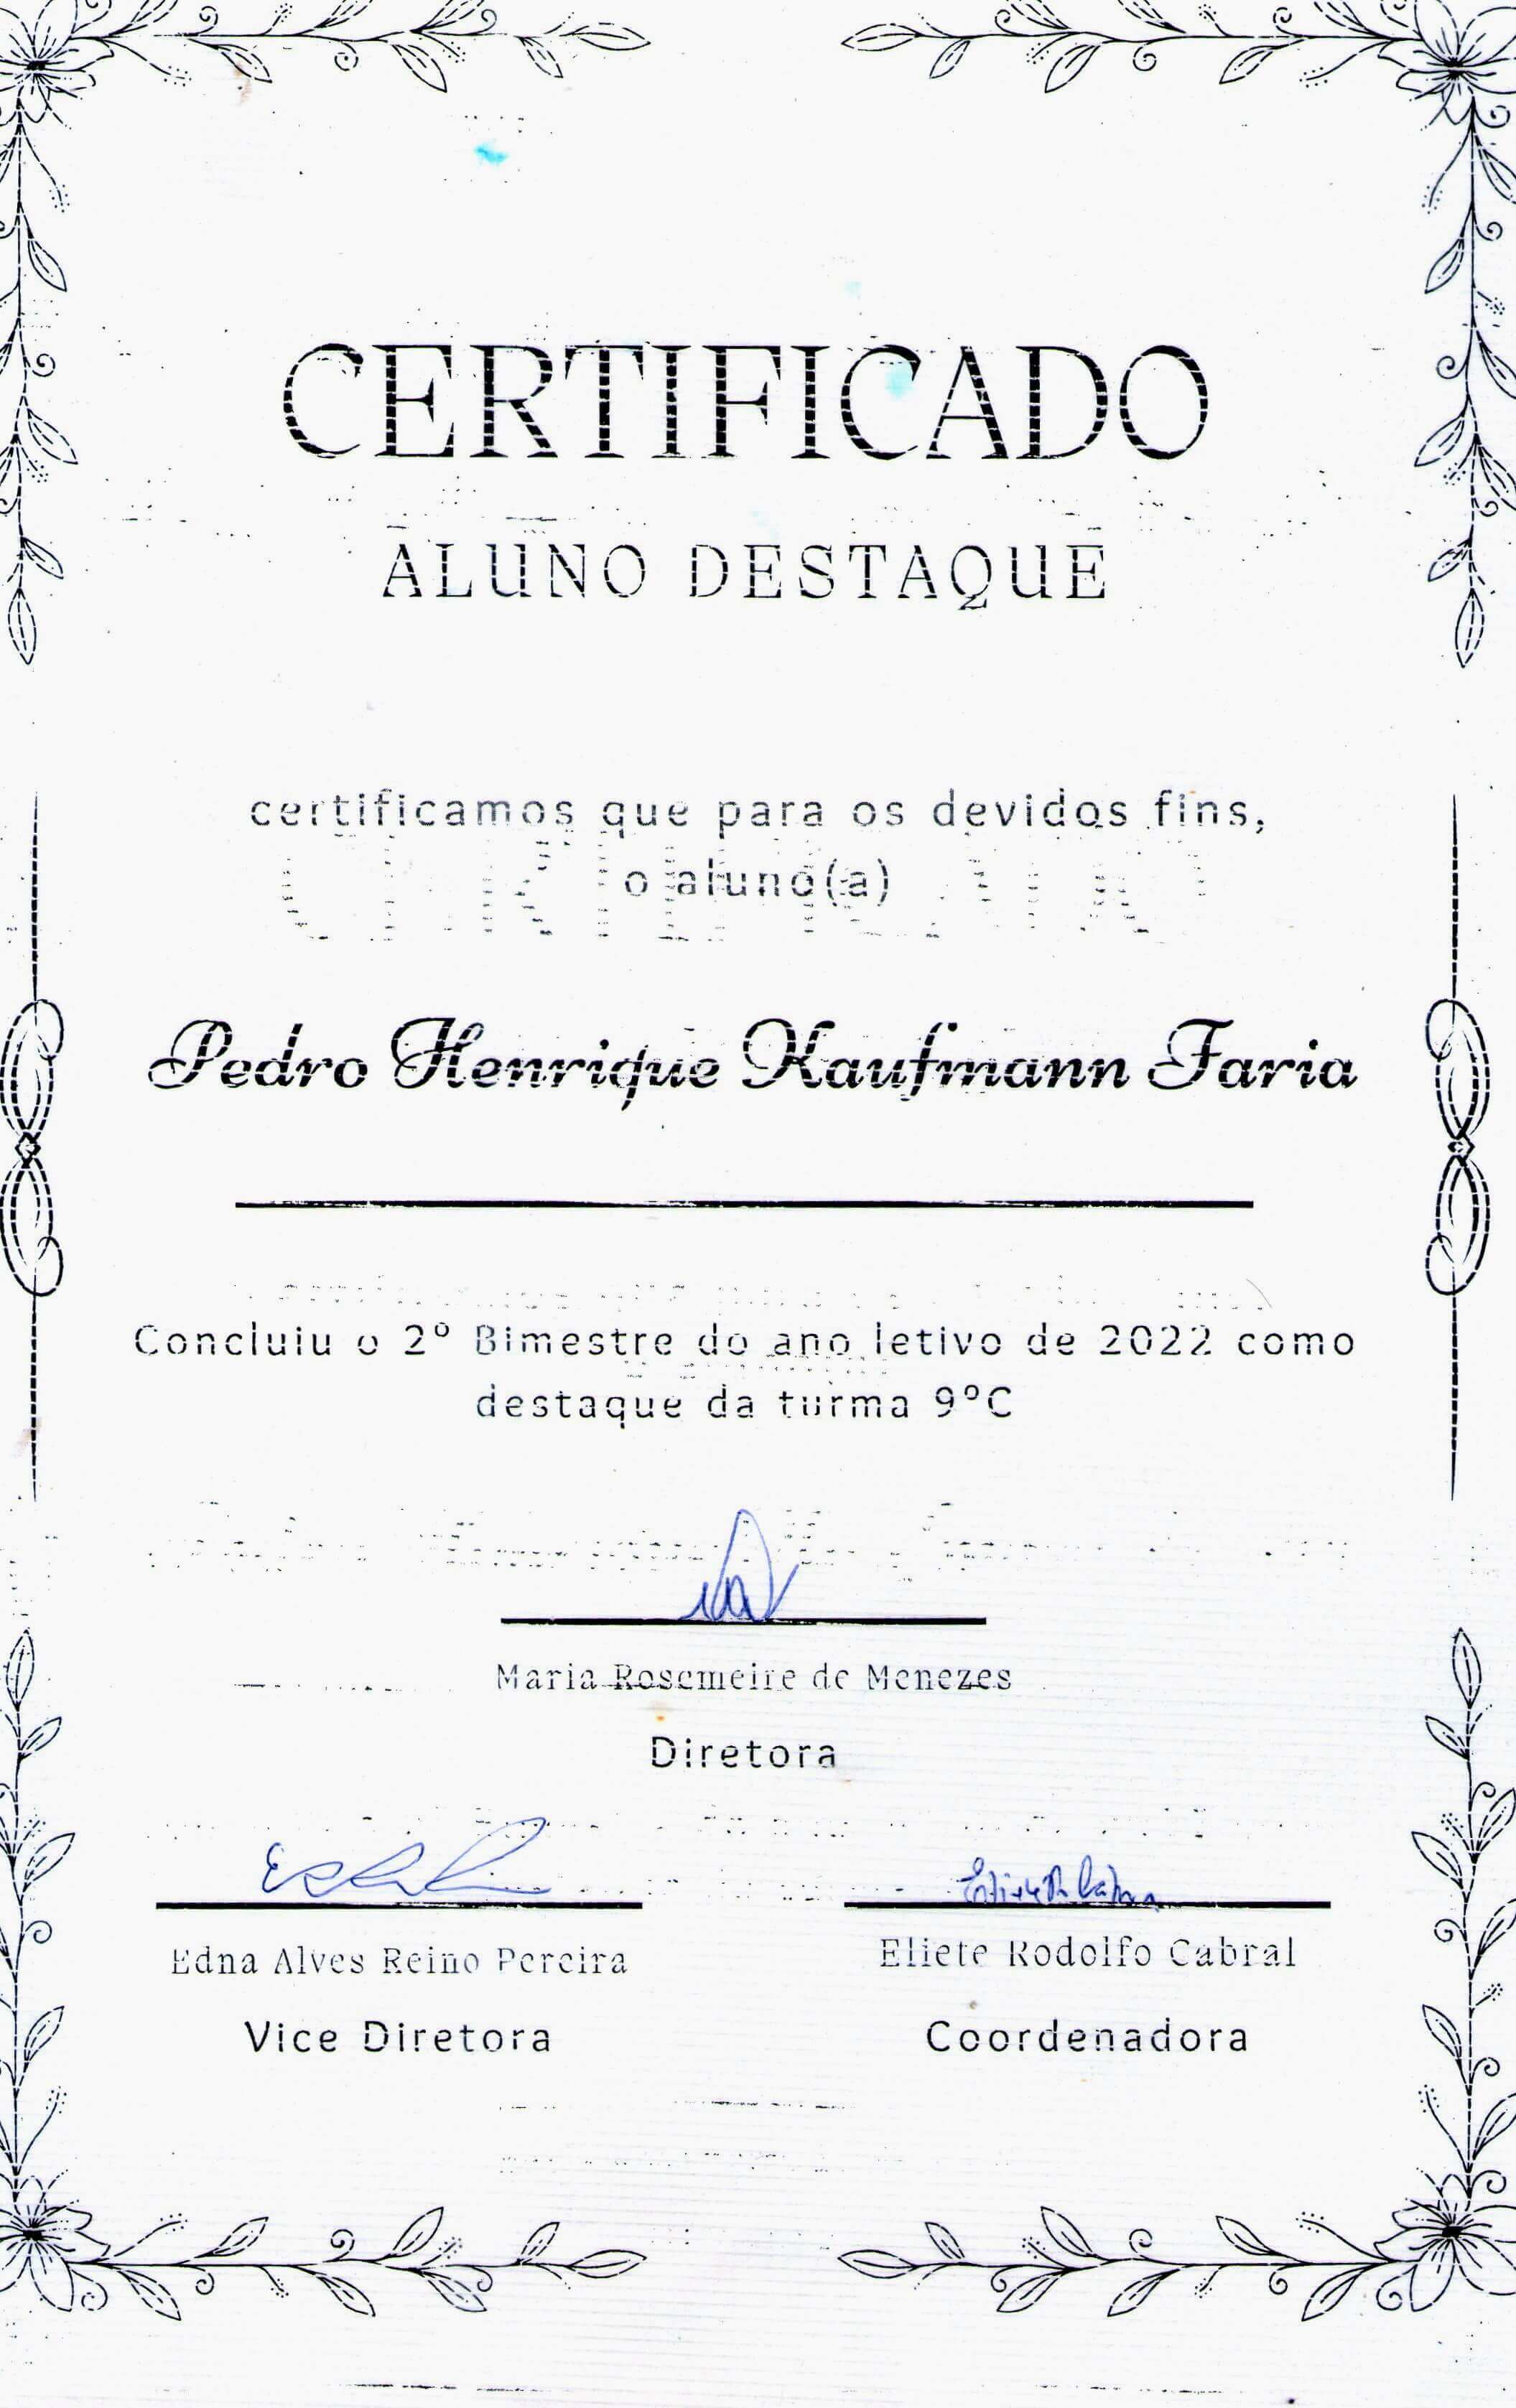 CERTIFICADO
ALUNO DESTAQUE
certificamos que para os devidos fins,
o aluno(a)
Pedro Henrique Kaufmann Faria
Concluiu o 2º Bimestre do ano letivo de 2022 como
destaque da turma 9ºC
Maria Rosemeire de Menezes
Diretora
Edna Alves Reino Pereira
Eliete Rodolfo Cabral
Vice Diretora
Coordenadora